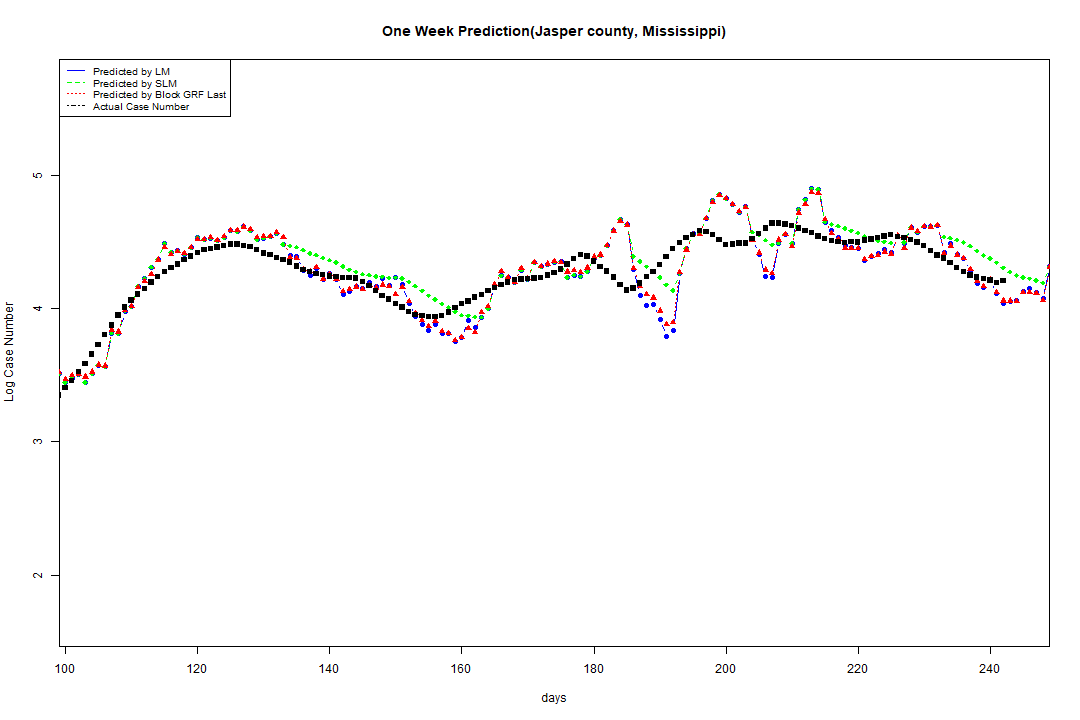 One Week Prediction(Jasper county, Mississippi)
Predicted by LM
Predicted by SLM
Predicted by Block GRF Last
Actual Case Number
5
4
3
2
Log Case Number
100 120 140 160 180 200 220 240
days